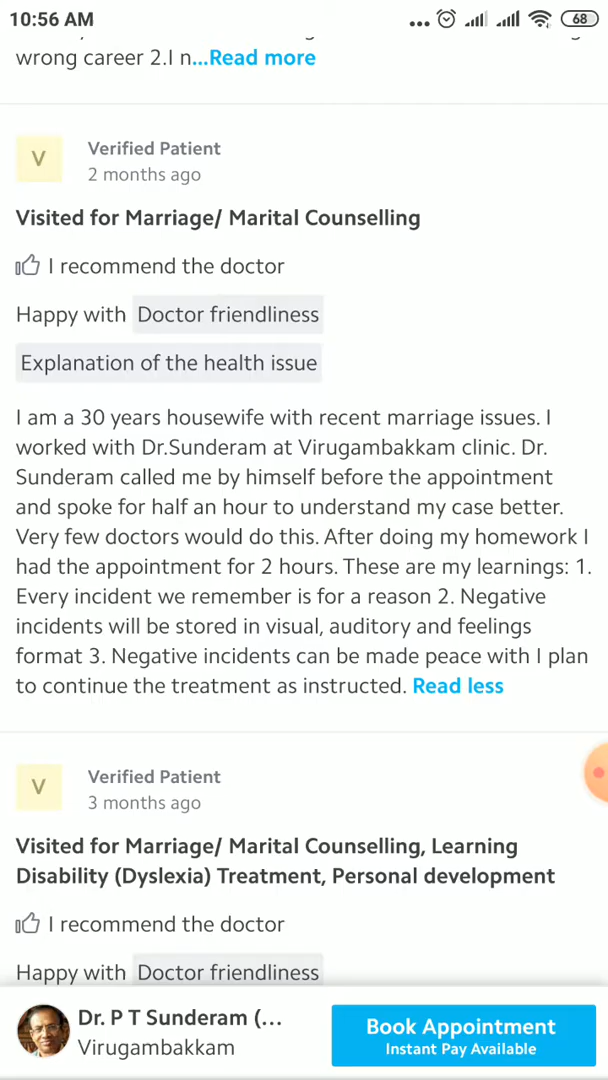 10:56 AM
68
wrong career 2.I n...Read more
V
Verified Patient
2 months ago
Visited for Marriage/ Marital Counselling
I recommend the doctor
Happy with Doctor friendliness
Explanation of the health issue
I am a 30 years housewife with recent marriage issues. I
worked with Dr.Sunderam at Virugambakkam clinic. Dr.
Sunderam called me by himself before the appointment
and spoke for half an hour to understand my case better.
Very few doctors would do this. After doing my homework I
had the appointment for 2 hours. These are my learnings: 1.
Every incident we remember is for a reason 2. Negative
incidents will be stored in visual, auditory and feelings
format 3. Negative incidents can be made peace with I plan
to continue the treatment as instructed. Read less
V
Verified Patient
3 months ago
Visited for Marriage/ Marital Counselling, Learning
Disability (Dyslexia) Treatment, Personal development
I recommend the doctor
Happy with Doctor friendliness
Dr. P T Sunderam (...
Virugambakkam
Book Appointment
Instant Pay Available